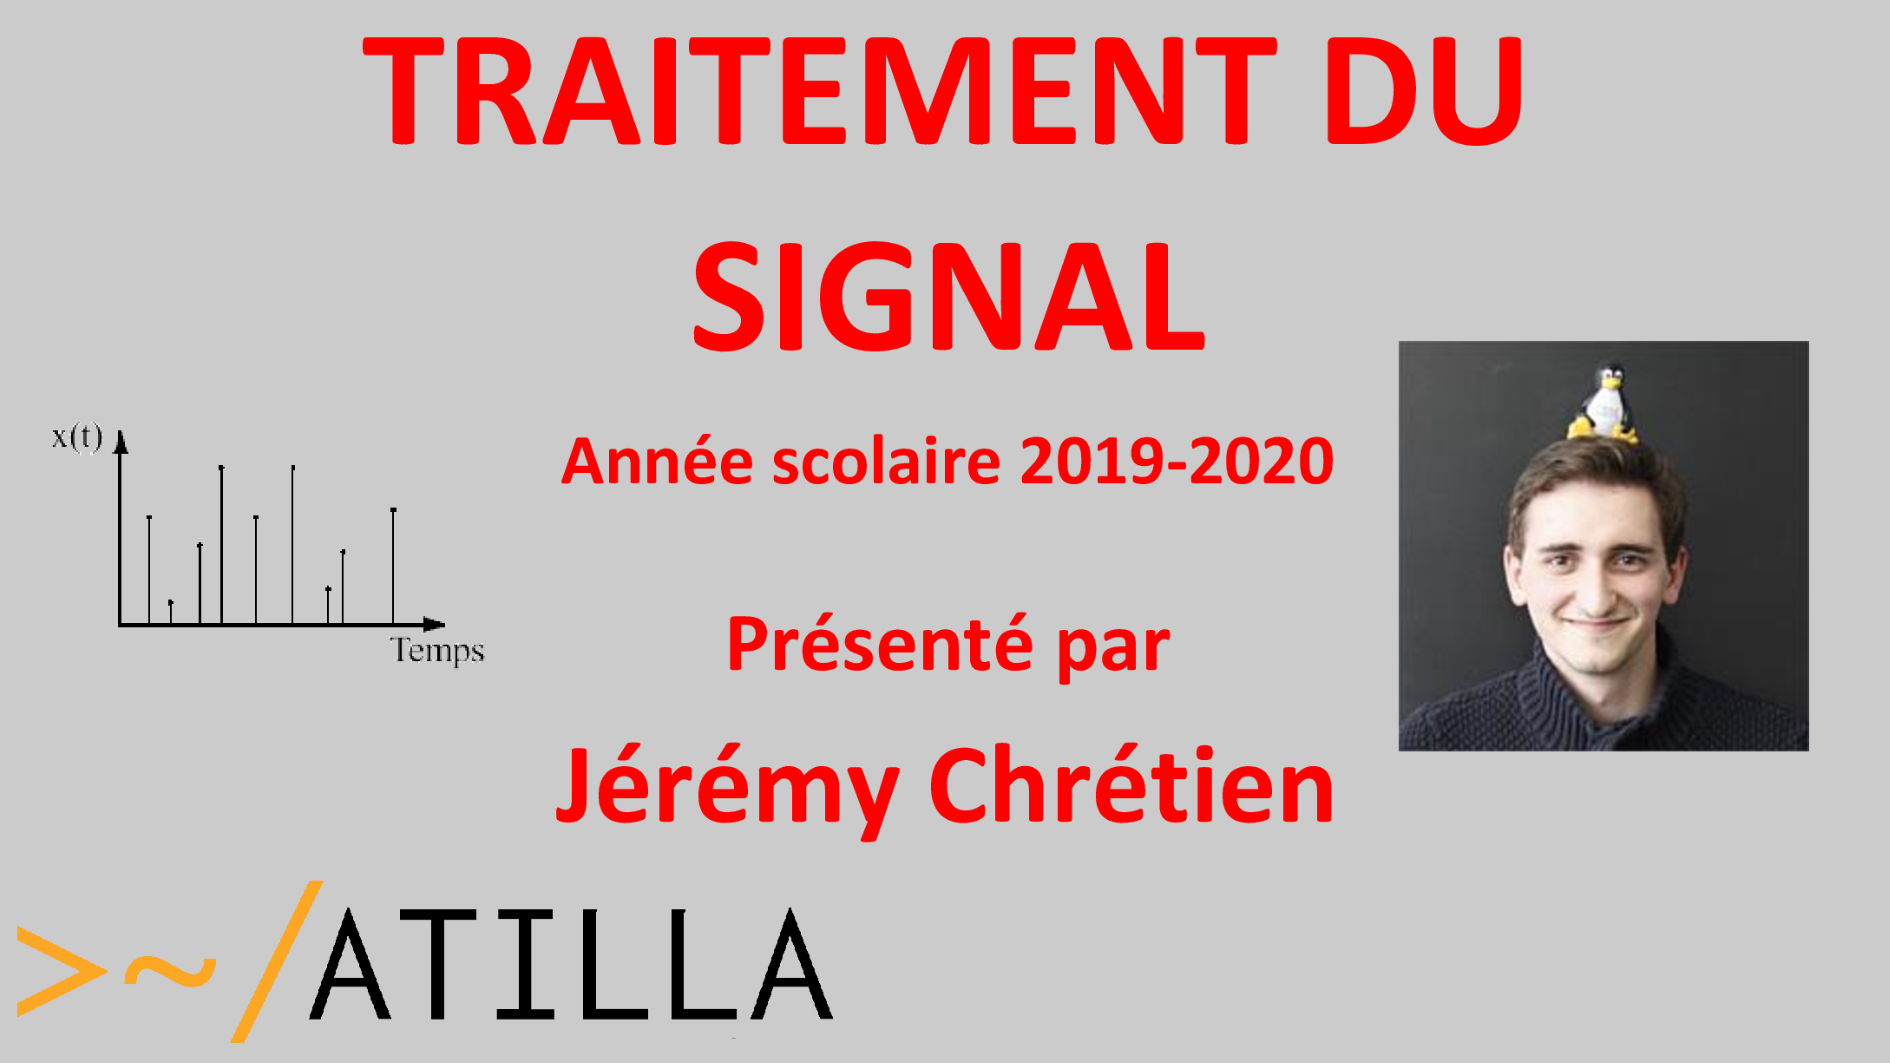 TRAITEMENT DU
SIGNAL
Année scolaire 2019-2020
x(t)
Temps
Présenté par
Jérémy Chrétien
>~/ATILLA